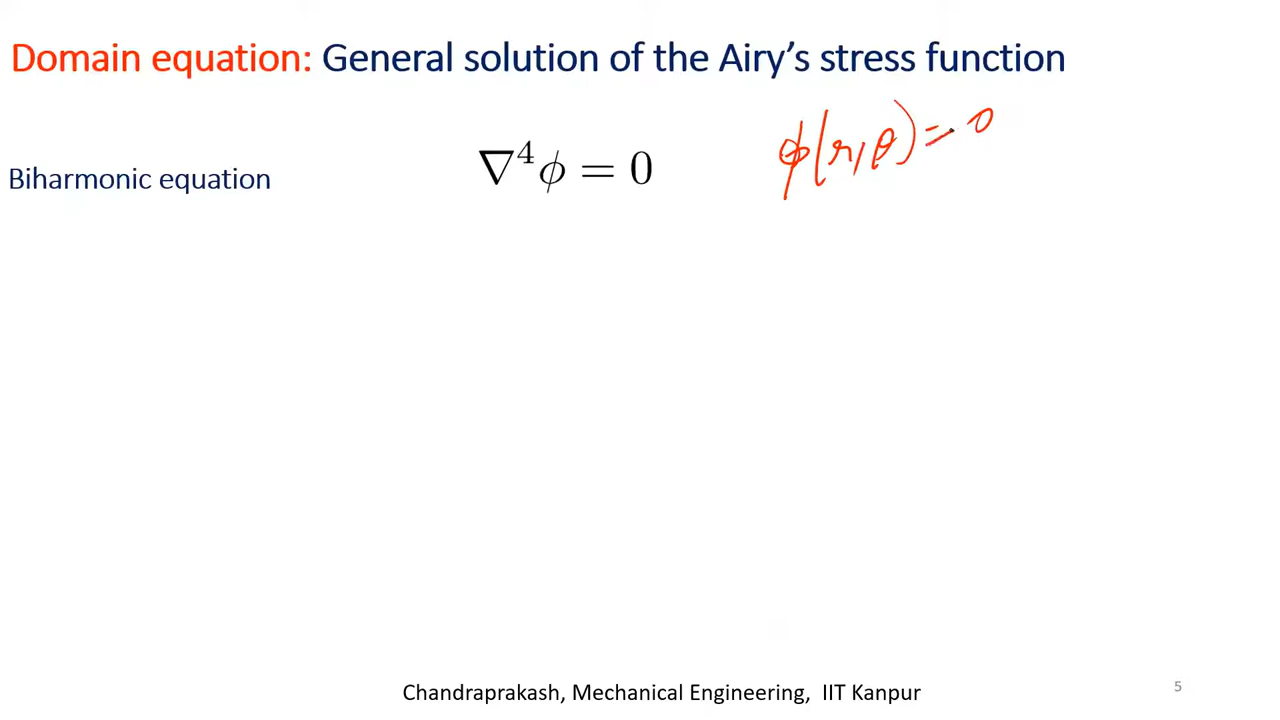 Domain equation: General solution of the Airy's stress function
ϕ(r,θ)=0
Biharmonic equation ∇⁴ϕ = 0
Chandraprakash, Mechanical Engineering, IIT Kanpur 5